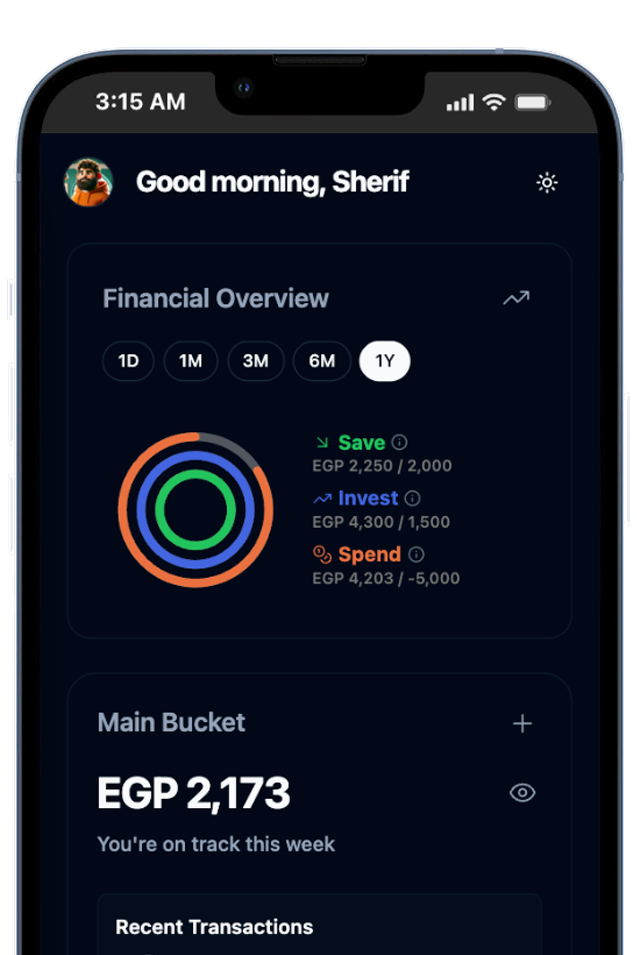 3:15 AM
Good morning, Sherif
Financial Overview
1D 1M 3M 6M 1Y
Save
EGP 2,250 / 2,000
Invest
EGP 4,300 / 1,500
Spend
EGP 4,203 / -5,000
Main Bucket
EGP 2,173
You're on track this week
Recent Transactions